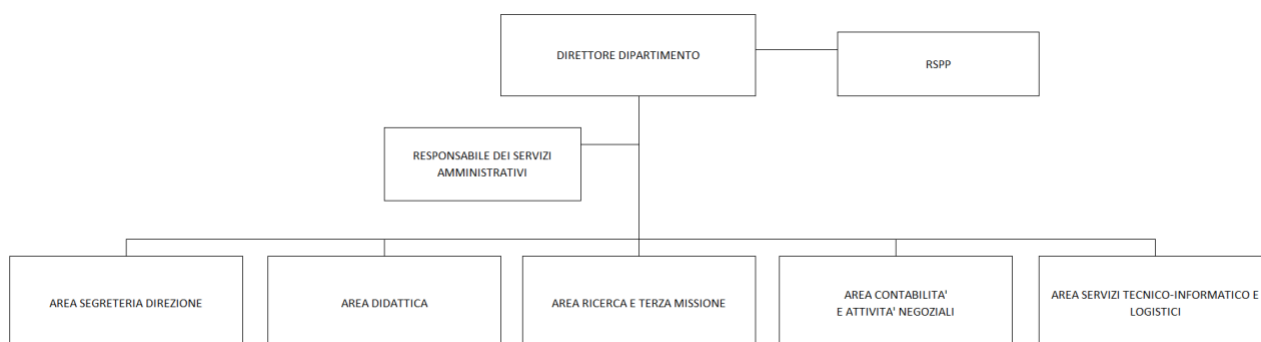 DIRETTORE DIPARTIMENTO
RSPP
RESPONSABILE DEI SERVIZI
AMMINISTRATIVI
AREA SEGRETERIA DIREZIONE
AREA DIDATTICA
AREA RICERCA E TERZA MISSIONE
AREA CONTABILITA'
E ATTIVITA' NEGOZIALI
AREA SERVIZI TECNICO-INFORMATICO E
LOGISTICI